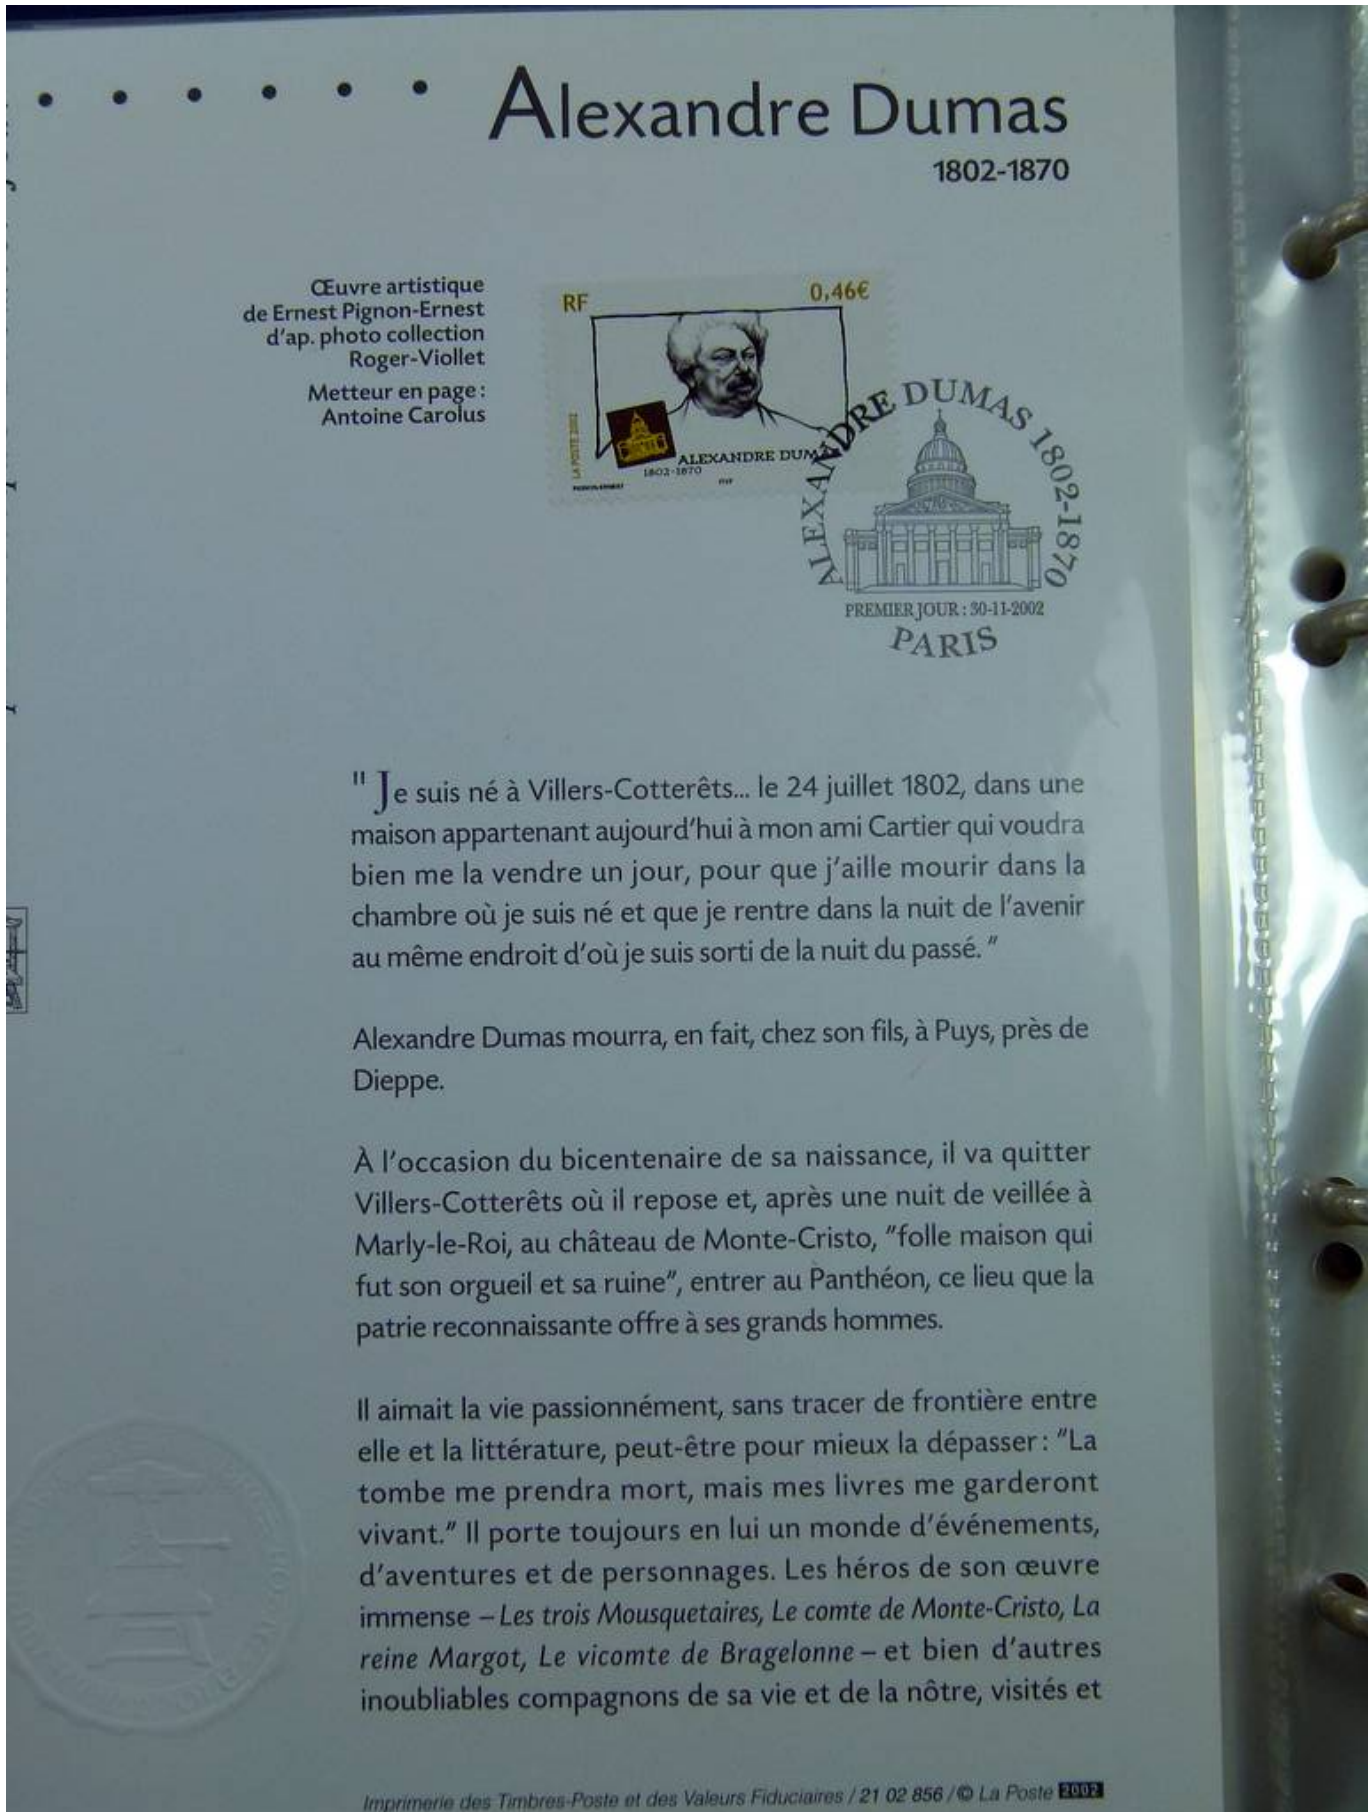 Alexandre Dumas
1802-1870
Œuvre artistique
de Ernest Pignon-Ernest
d'ap. photo collection
Roger-Viollet
Metteur en page :
Antoine Carolus
RF
0,46€
LA POSTE 2002
ALEXANDRE DUMAS
1802-1870
ALEXANDRE DUMAS 1802-1870
PREMIER JOUR : 30-11-2002
PARIS
" Je suis né à Villers-Cotterêts... le 24 juillet 1802, dans une
maison appartenant aujourd'hui à mon ami Cartier qui voudra
bien me la vendre un jour, pour que j'aille mourir dans la
chambre où je suis né et que je rentre dans la nuit de l'avenir
au même endroit d'où je suis sorti de la nuit du passé. "
Alexandre Dumas mourra, en fait, chez son fils, à Puys, près de
Dieppe.
À l'occasion du bicentenaire de sa naissance, il va quitter
Villers-Cotterêts où il repose et, après une nuit de veillée à
Marly-le-Roi, au château de Monte-Cristo, "folle maison qui
fut son orgueil et sa ruine", entrer au Panthéon, ce lieu que la
patrie reconnaissante offre à ses grands hommes.
Il aimait la vie passionnément, sans tracer de frontière entre
elle et la littérature, peut-être pour mieux la dépasser : "La
tombe me prendra mort, mais mes livres me garderont
vivant." Il porte toujours en lui un monde d'événements,
d'aventures et de personnages. Les héros de son œuvre
immense – Les trois Mousquetaires, Le comte de Monte-Cristo, La
reine Margot, Le vicomte de Bragelonne – et bien d'autres
inoubliables compagnons de sa vie et de la nôtre, visités et
Imprimerie des Timbres-Poste et des Valeurs Fiduciaires / 21 02 856 / © La Poste 2002